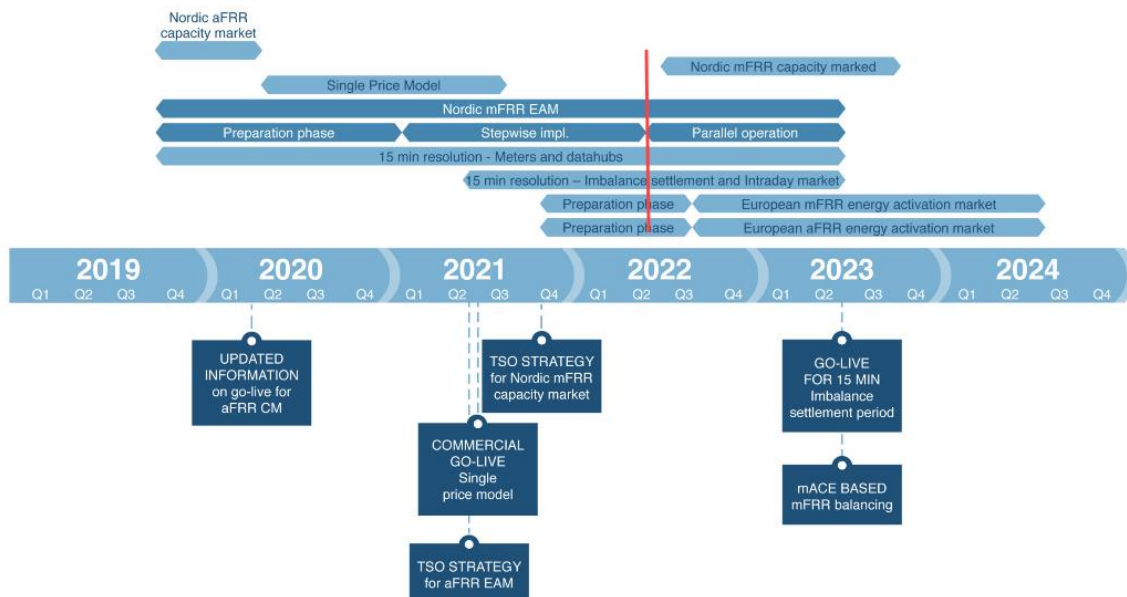 Nordic aFRR
capacity market
Nordic mFRR capacity marked
Single Price Model
Nordic mFRR EAM
Preparation phase
Stepwise impl.
Parallel operation
15 min resolution - Meters and datahubs
15 min resolution – Imbalance settlement and Intraday market
Preparation phase
European mFRR energy activation market
Preparation phase
European aFRR energy activation market
2019
2020
2021
2022
2023
2024
Q1 Q2 Q3 Q4
Q1 Q2 Q3 Q4
Q1 Q2 Q3 Q4
Q1 Q2 Q3 Q4
Q1 Q2 Q3 Q4
Q1 Q2 Q3 Q4
UPDATED
INFORMATION
on go-live for
aFRR CM
COMMERCIAL
GO-LIVE
Single
price model
TSO STRATEGY
for aFRR EAM
TSO STRATEGY
for Nordic mFRR
capacity market
GO-LIVE
FOR 15 MIN
Imbalance
settlement period
mACE BASED
mFRR balancing